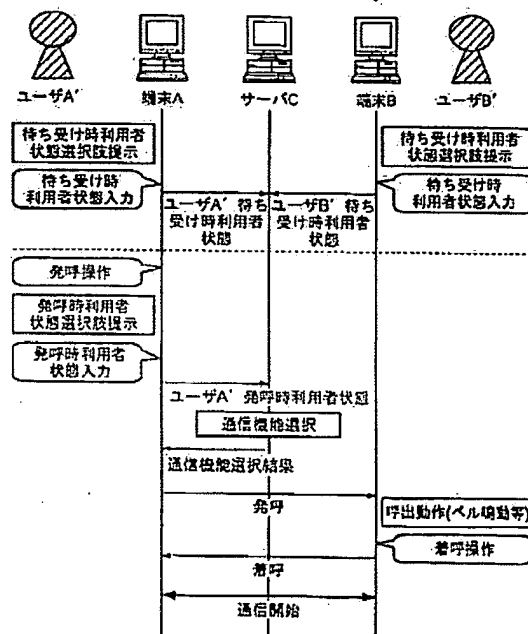 ユーザA'
端末A
サーバC
端末B
ユーザB'
待ち受け時利用者
状態選択肢提示
待ち受け時利用者
状態選択肢提示
待ち受け時
利用者状態入力
待ち受け時
利用者状態入力
ユーザA' 待ち
受け時利用者
状態
ユーザB' 待ち
受け時利用者
状態
発呼操作
発呼時利用者
状態選択肢提示
発呼時利用者
状態入力
ユーザA' 発呼時利用者状態
通信機能選択
通信機能選択結果
発呼
呼出動作(ベル鳴動等)
着呼操作
着呼
通信開始